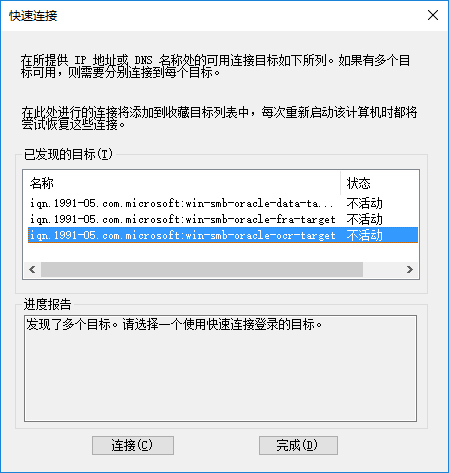 快速连接
在所提供 IP 地址或 DNS 名称处的可用连接目标如下所列。如果有多个目
标可用，则需要分别连接到每个目标。
在此处进行的连接将添加到收藏目标列表中，每次重新启动该计算机时都将
尝试恢复这些连接。
已发现的目标(T)
名称 状态
iqn.1991-05.com.microsoft:win-smb-oracle-data-ta... 不活动
iqn.1991-05.com.microsoft:win-smb-oracle-fra-target 不活动
iqn.1991-05.com.microsoft:win-smb-oracle-ocr-target 不活动
进度报告
发现了多个目标。请选择一个使用快速连接登录的目标。
连接(C) 完成(D)